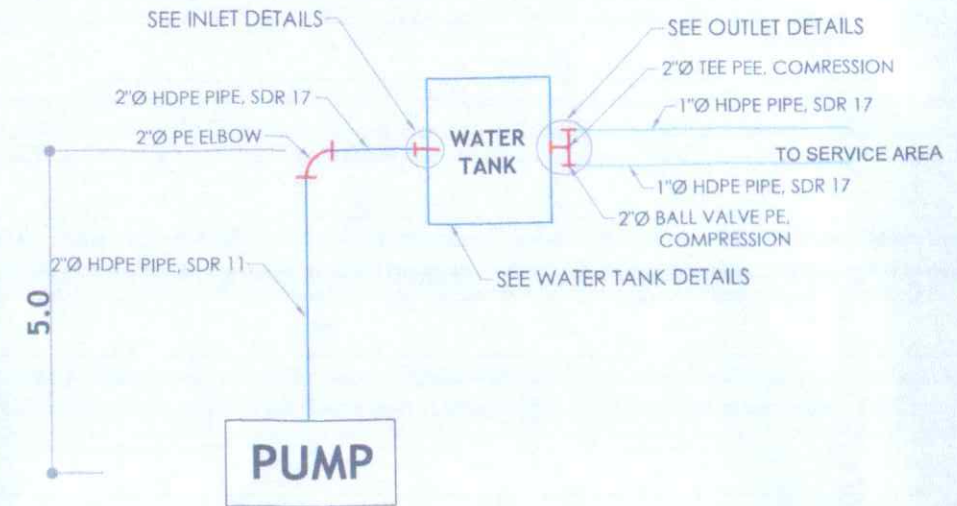 SEE INLET DETAILS
SEE OUTLET DETAILS
2"Ø TEE PEE. COMRESSION
2"Ø HDPE PIPE, SDR 17
1"Ø HDPE PIPE, SDR 17
2"Ø PE ELBOW
WATER
TANK
TO SERVICE AREA
1"Ø HDPE PIPE, SDR 17
2"Ø BALL VALVE PE,
COMPRESSION
2"Ø HDPE PIPE, SDR 11
SEE WATER TANK DETAILS
5.0
PUMP